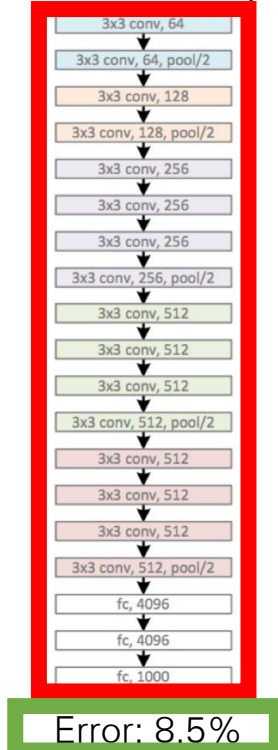 3x3 conv, 64
3x3 conv, 64, pool/2
3x3 conv, 128
3x3 conv, 128, pool/2
3x3 conv, 256
3x3 conv, 256
3x3 conv, 256
3x3 conv, 256, pool/2
3x3 conv, 512
3x3 conv, 512
3x3 conv, 512
3x3 conv, 512, pool/2
3x3 conv, 512
3x3 conv, 512
3x3 conv, 512
3x3 conv, 512, pool/2
fc, 4096
fc, 4096
fc, 1000
Error: 8.5%